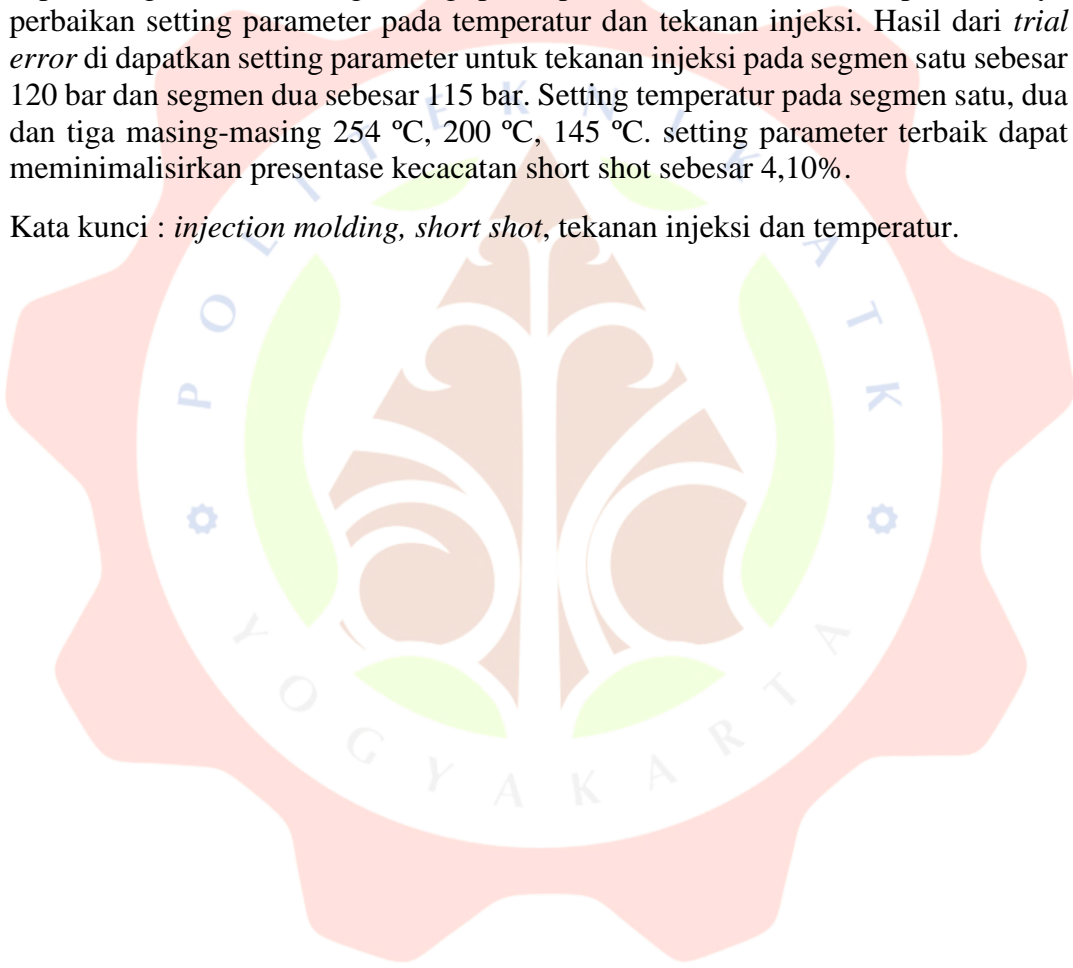 perbaikan setting parameter pada temperatur dan tekanan injeksi. Hasil dari trial
error di dapatkan setting parameter untuk tekanan injeksi pada segmen satu sebesar
120 bar dan segmen dua sebesar 115 bar. Setting temperatur pada segmen satu, dua
dan tiga masing-masing 254 ºC, 200 ºC, 145 ºC. setting parameter terbaik dapat
meminimalisirkan presentase kecacatan short shot sebesar 4,10%.
Kata kunci : injection molding, short shot, tekanan injeksi dan temperatur.
POLITEKNIK ATK
YOGYAKARTA